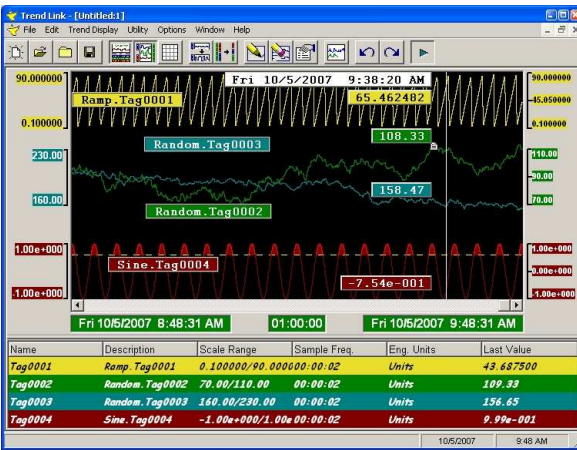 Trend Link - [Untitled:1]
File Edit Trend Display Utility Options Window Help
Fri 10/5/2007 9:38:20 AM
90.000000
0.100000
Ramp.Tag0001
65.462482
90.000000
45.050000
0.100000
Random.Tag0003
108.33
230.00
160.00
158.47
Random.Tag0002
110.00
90.00
70.00
1.00e+000
-1.00e+000
Sine.Tag0004
-7.54e-001
1.00e+000
0.00e+000
-1.00e+000
Fri 10/5/2007 8:48:31 AM 01:00:00 Fri 10/5/2007 9:48:31 AM
Name Description Scale Range Sample Freq. Eng. Units Last Value
Tag0001 Ramp.Tag0001 0.100000/90.000000:00:02 Units 43.687500
Tag0002 Random.Tag0002 70.00/110.00 00:00:02 Units 109.33
Tag0003 Random.Tag0003 160.00/230.00 00:00:02 Units 156.65
Tag0004 Sine.Tag0004 -1.00e+000/1.00e 00:00:02 Units 9.99e-001
10/5/2007 9:48 AM